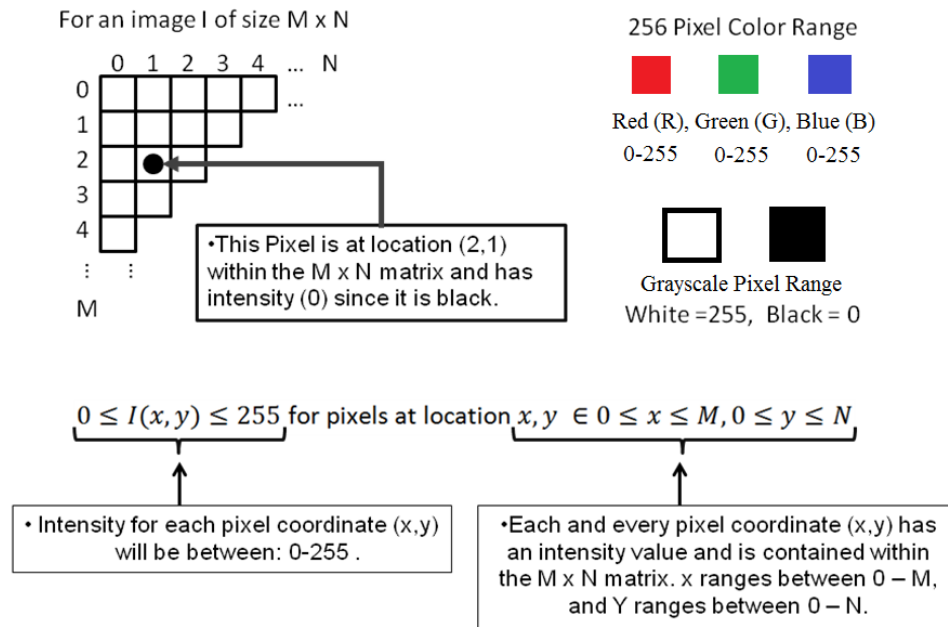 For an image I of size M x N
0 1 2 3 4 ... N
0
...
1
2
3
4
⋮ ⋮
M
•This Pixel is at location (2,1)
within the M x N matrix and has
intensity (0) since it is black.
256 Pixel Color Range
Red (R), Green (G), Blue (B)
0-255 0-255 0-255
Grayscale Pixel Range
White =255, Black = 0
0 ≤ I(x,y) ≤ 255 for pixels at location x,y ∈ 0 ≤ x ≤ M,0 ≤ y ≤ N
• Intensity for each pixel coordinate (x,y)
will be between: 0-255 .
•Each and every pixel coordinate (x,y) has
an intensity value and is contained within
the M x N matrix. x ranges between 0 – M,
and Y ranges between 0 – N.